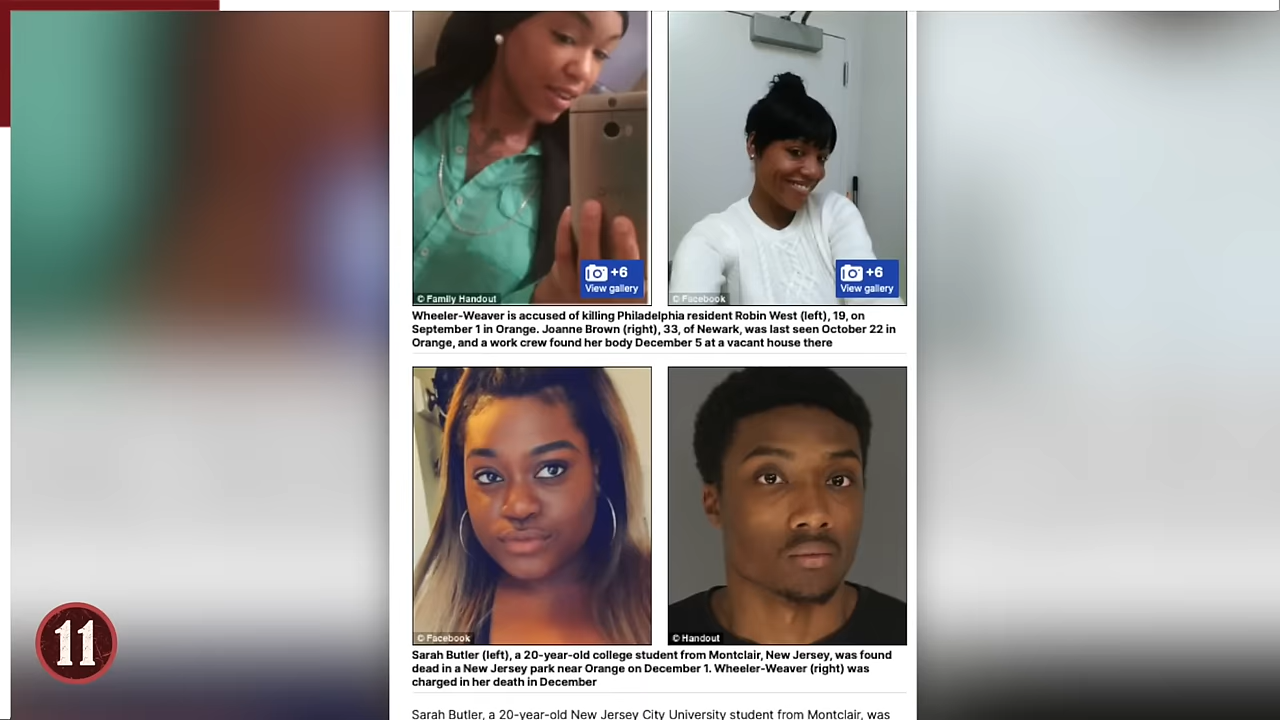 +6
View gallery
© Family Handout
+6
View gallery
© Facebook
Wheeler-Weaver is accused of killing Philadelphia resident Robin West (left), 19, on
September 1 in Orange. Joanne Brown (right), 33, of Newark, was last seen October 22 in
Orange, and a work crew found her body December 5 at a vacant house there
© Facebook
© Handout
Sarah Butler (left), a 20-year-old college student from Montclair, New Jersey, was found
dead in a New Jersey park near Orange on December 1. Wheeler-Weaver (right) was
charged in her death in December
Sarah Butler, a 20-year-old New Jersey City University student from Montclair, was
11